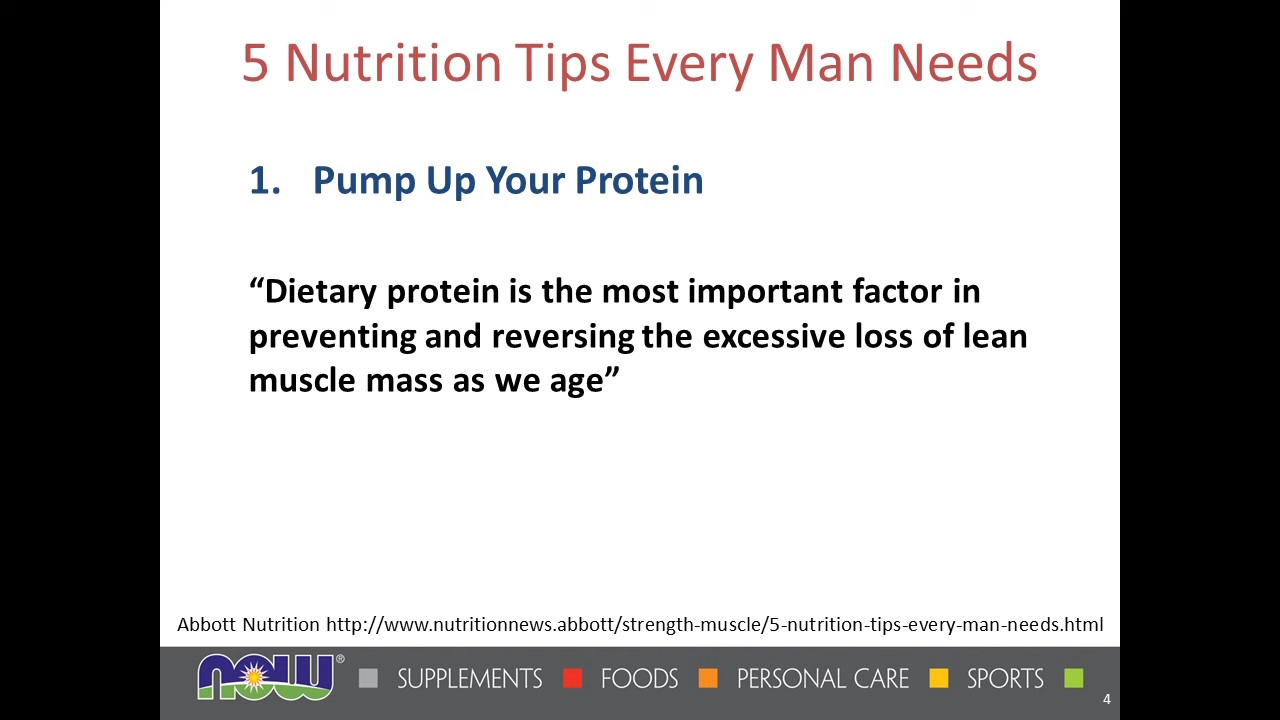 5 Nutrition Tips Every Man Needs
1. Pump Up Your Protein
“Dietary protein is the most important factor in
preventing and reversing the excessive loss of lean
muscle mass as we age”
Abbott Nutrition http://www.nutritionnews.abbott/strength-muscle/5-nutrition-tips-every-man-needs.html
now® SUPPLEMENTS FOODS PERSONAL CARE SPORTS
4